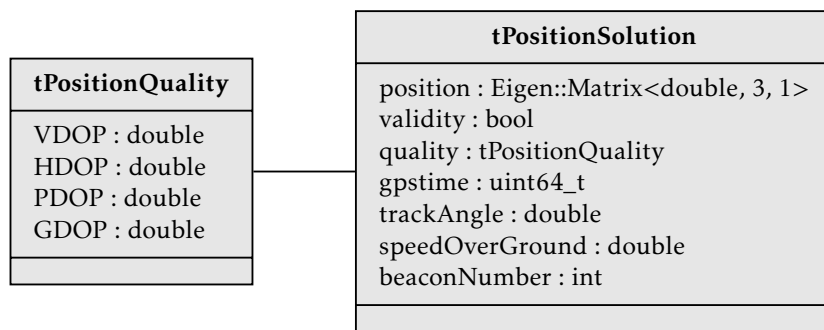 tPositionQuality
VDOP : double
HDOP : double
PDOP : double
GDOP : double
tPositionSolution
position : Eigen::Matrix<double, 3, 1>
validity : bool
quality : tPositionQuality
gpstime : uint64_t
trackAngle : double
speedOverGround : double
beaconNumber : int